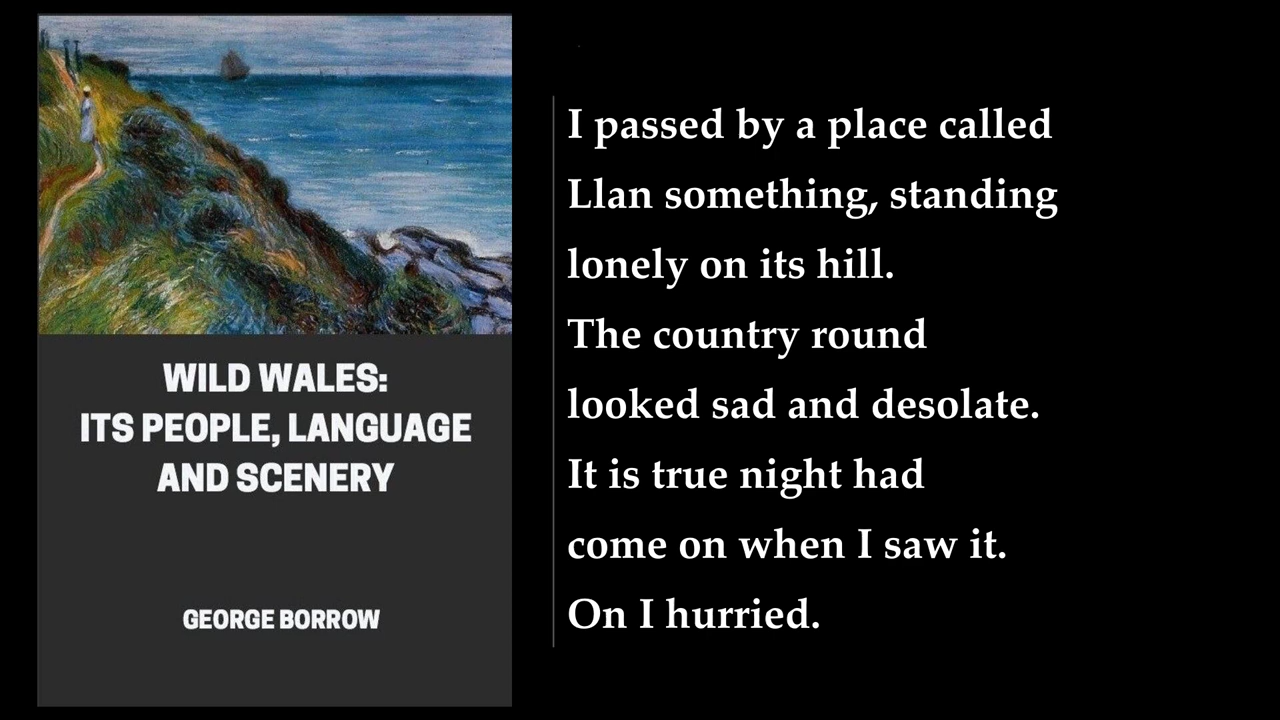 WILD WALES:
ITS PEOPLE, LANGUAGE
AND SCENERY
GEORGE BORROW
I passed by a place called
Llan something, standing
lonely on its hill.
The country round
looked sad and desolate.
It is true night had
come on when I saw it.
On I hurried.